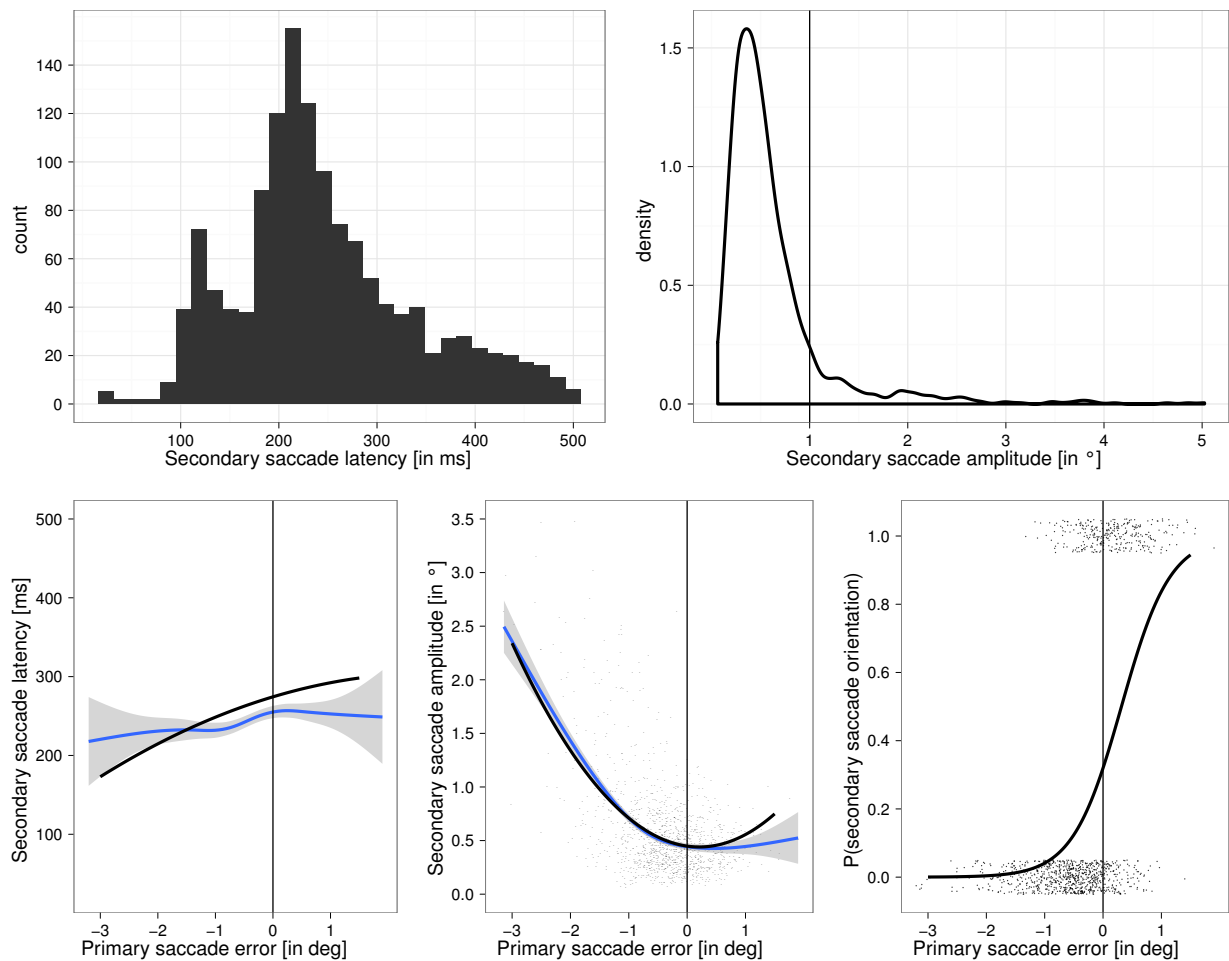 count
140
120
100
80
60
40
20
0
100 200 300 400 500
Secondary saccade latency [in ms]
density
1.5
1.0
0.5
0.0
1 2 3 4 5
Secondary saccade amplitude [in °]
Secondary saccade latency [ms]
500
400
300
200
100
−3 −2 −1 0 1
Primary saccade error [in deg]
Secondary saccade amplitude [in °]
3.5
3.0
2.5
2.0
1.5
1.0
0.5
0.0
−3 −2 −1 0 1
Primary saccade error [in deg]
P(secondary saccade orientation)
1.0
0.8
0.6
0.4
0.2
0.0
−3 −2 −1 0 1
Primary saccade error [in deg]